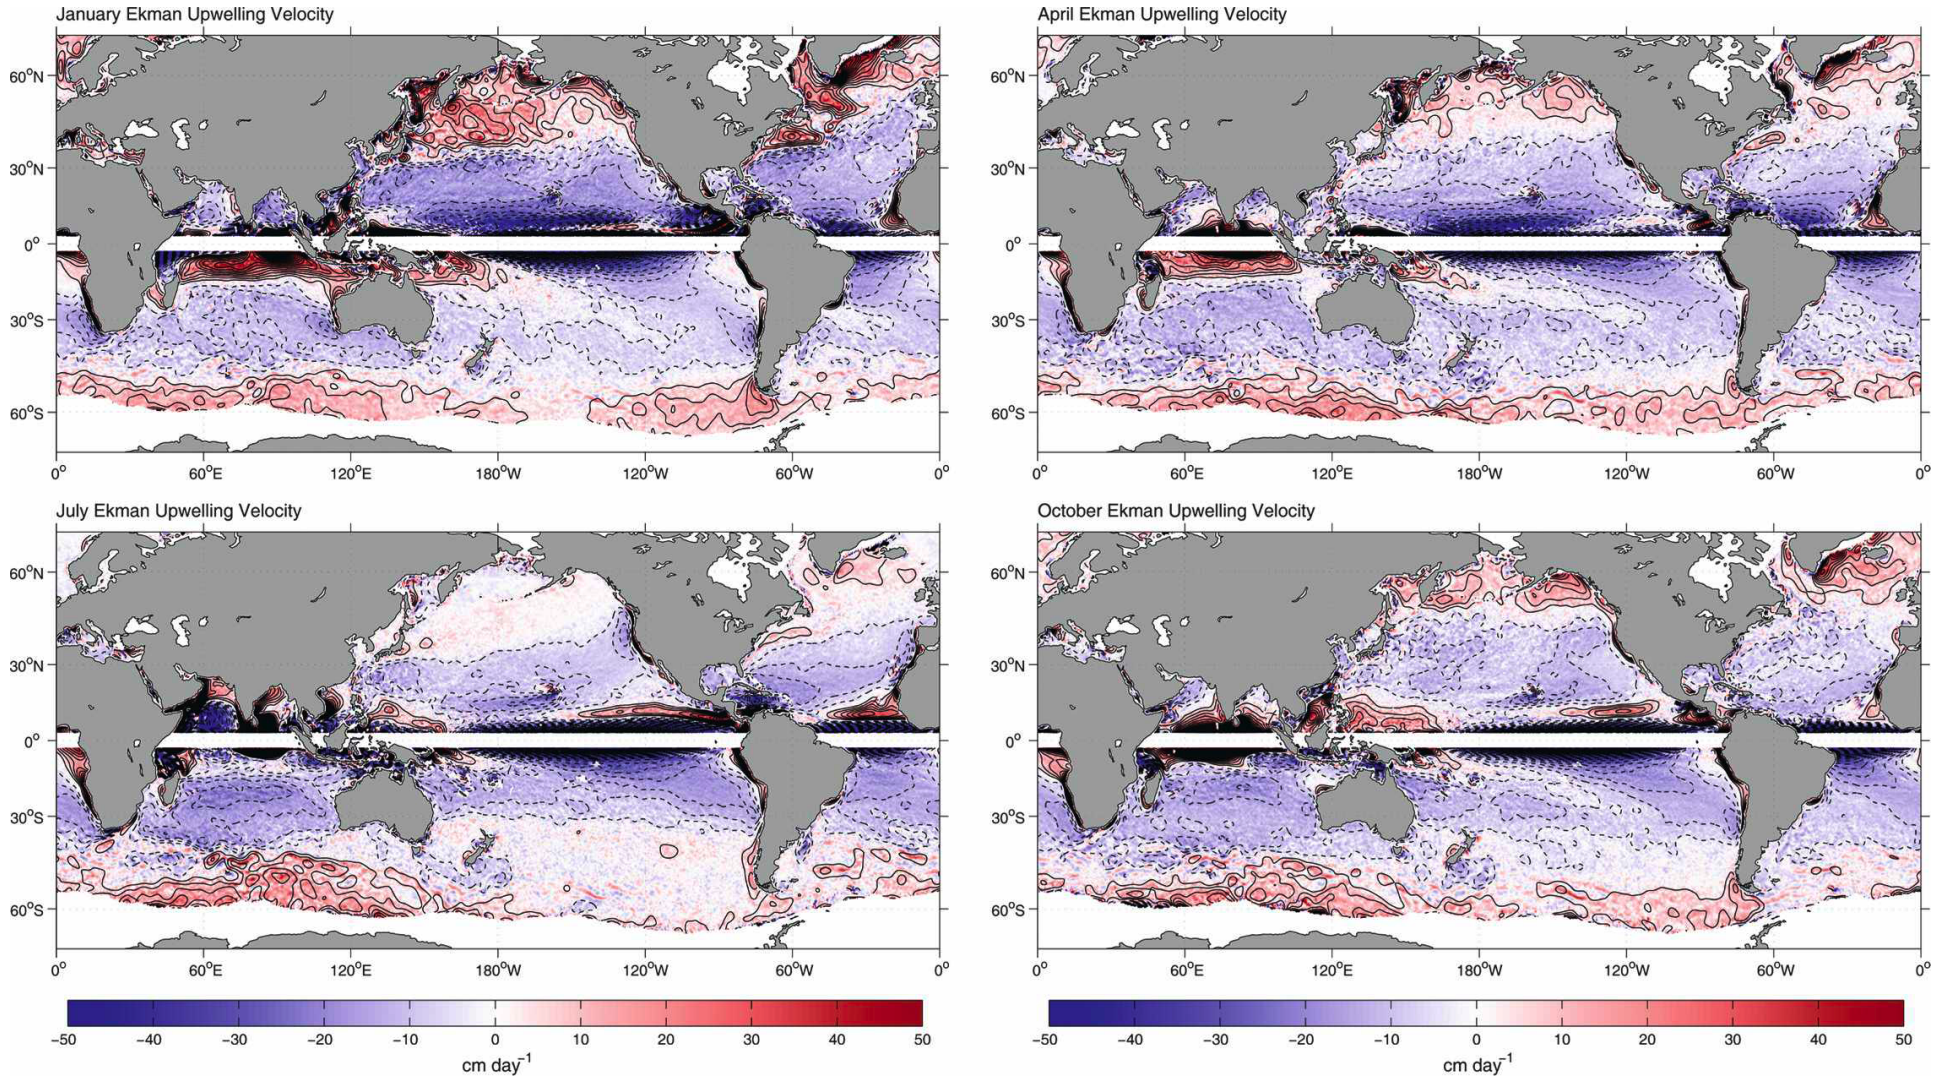 January Ekman Upwelling Velocity
60°N
30°N
0°
30°S
60°S
0° 60°E 120°E 180°W 120°W 60°W 0°
April Ekman Upwelling Velocity
60°N
30°N
0°
30°S
60°S
0° 60°E 120°E 180°W 120°W 60°W 0°
July Ekman Upwelling Velocity
60°N
30°N
0°
30°S
60°S
0° 60°E 120°E 180°W 120°W 60°W 0°
October Ekman Upwelling Velocity
60°N
30°N
0°
30°S
60°S
0° 60°E 120°E 180°W 120°W 60°W 0°
−50 −40 −30 −20 −10 0 10 20 30 40 50
cm day⁻¹
−50 −40 −30 −20 −10 0 10 20 30 40 50
cm day⁻¹